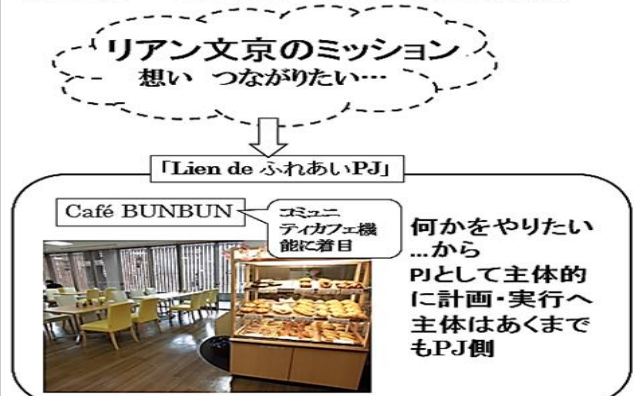 リアン文京のミッション
想い つながりたい…
「Lien de ふれあいPJ」
Café BUNBUN
コミュニ
ティカフェ機
能に着目
何かをやりたい
…から
PJとして主体的
に計画・実行へ
主体はあくまで
もPJ側